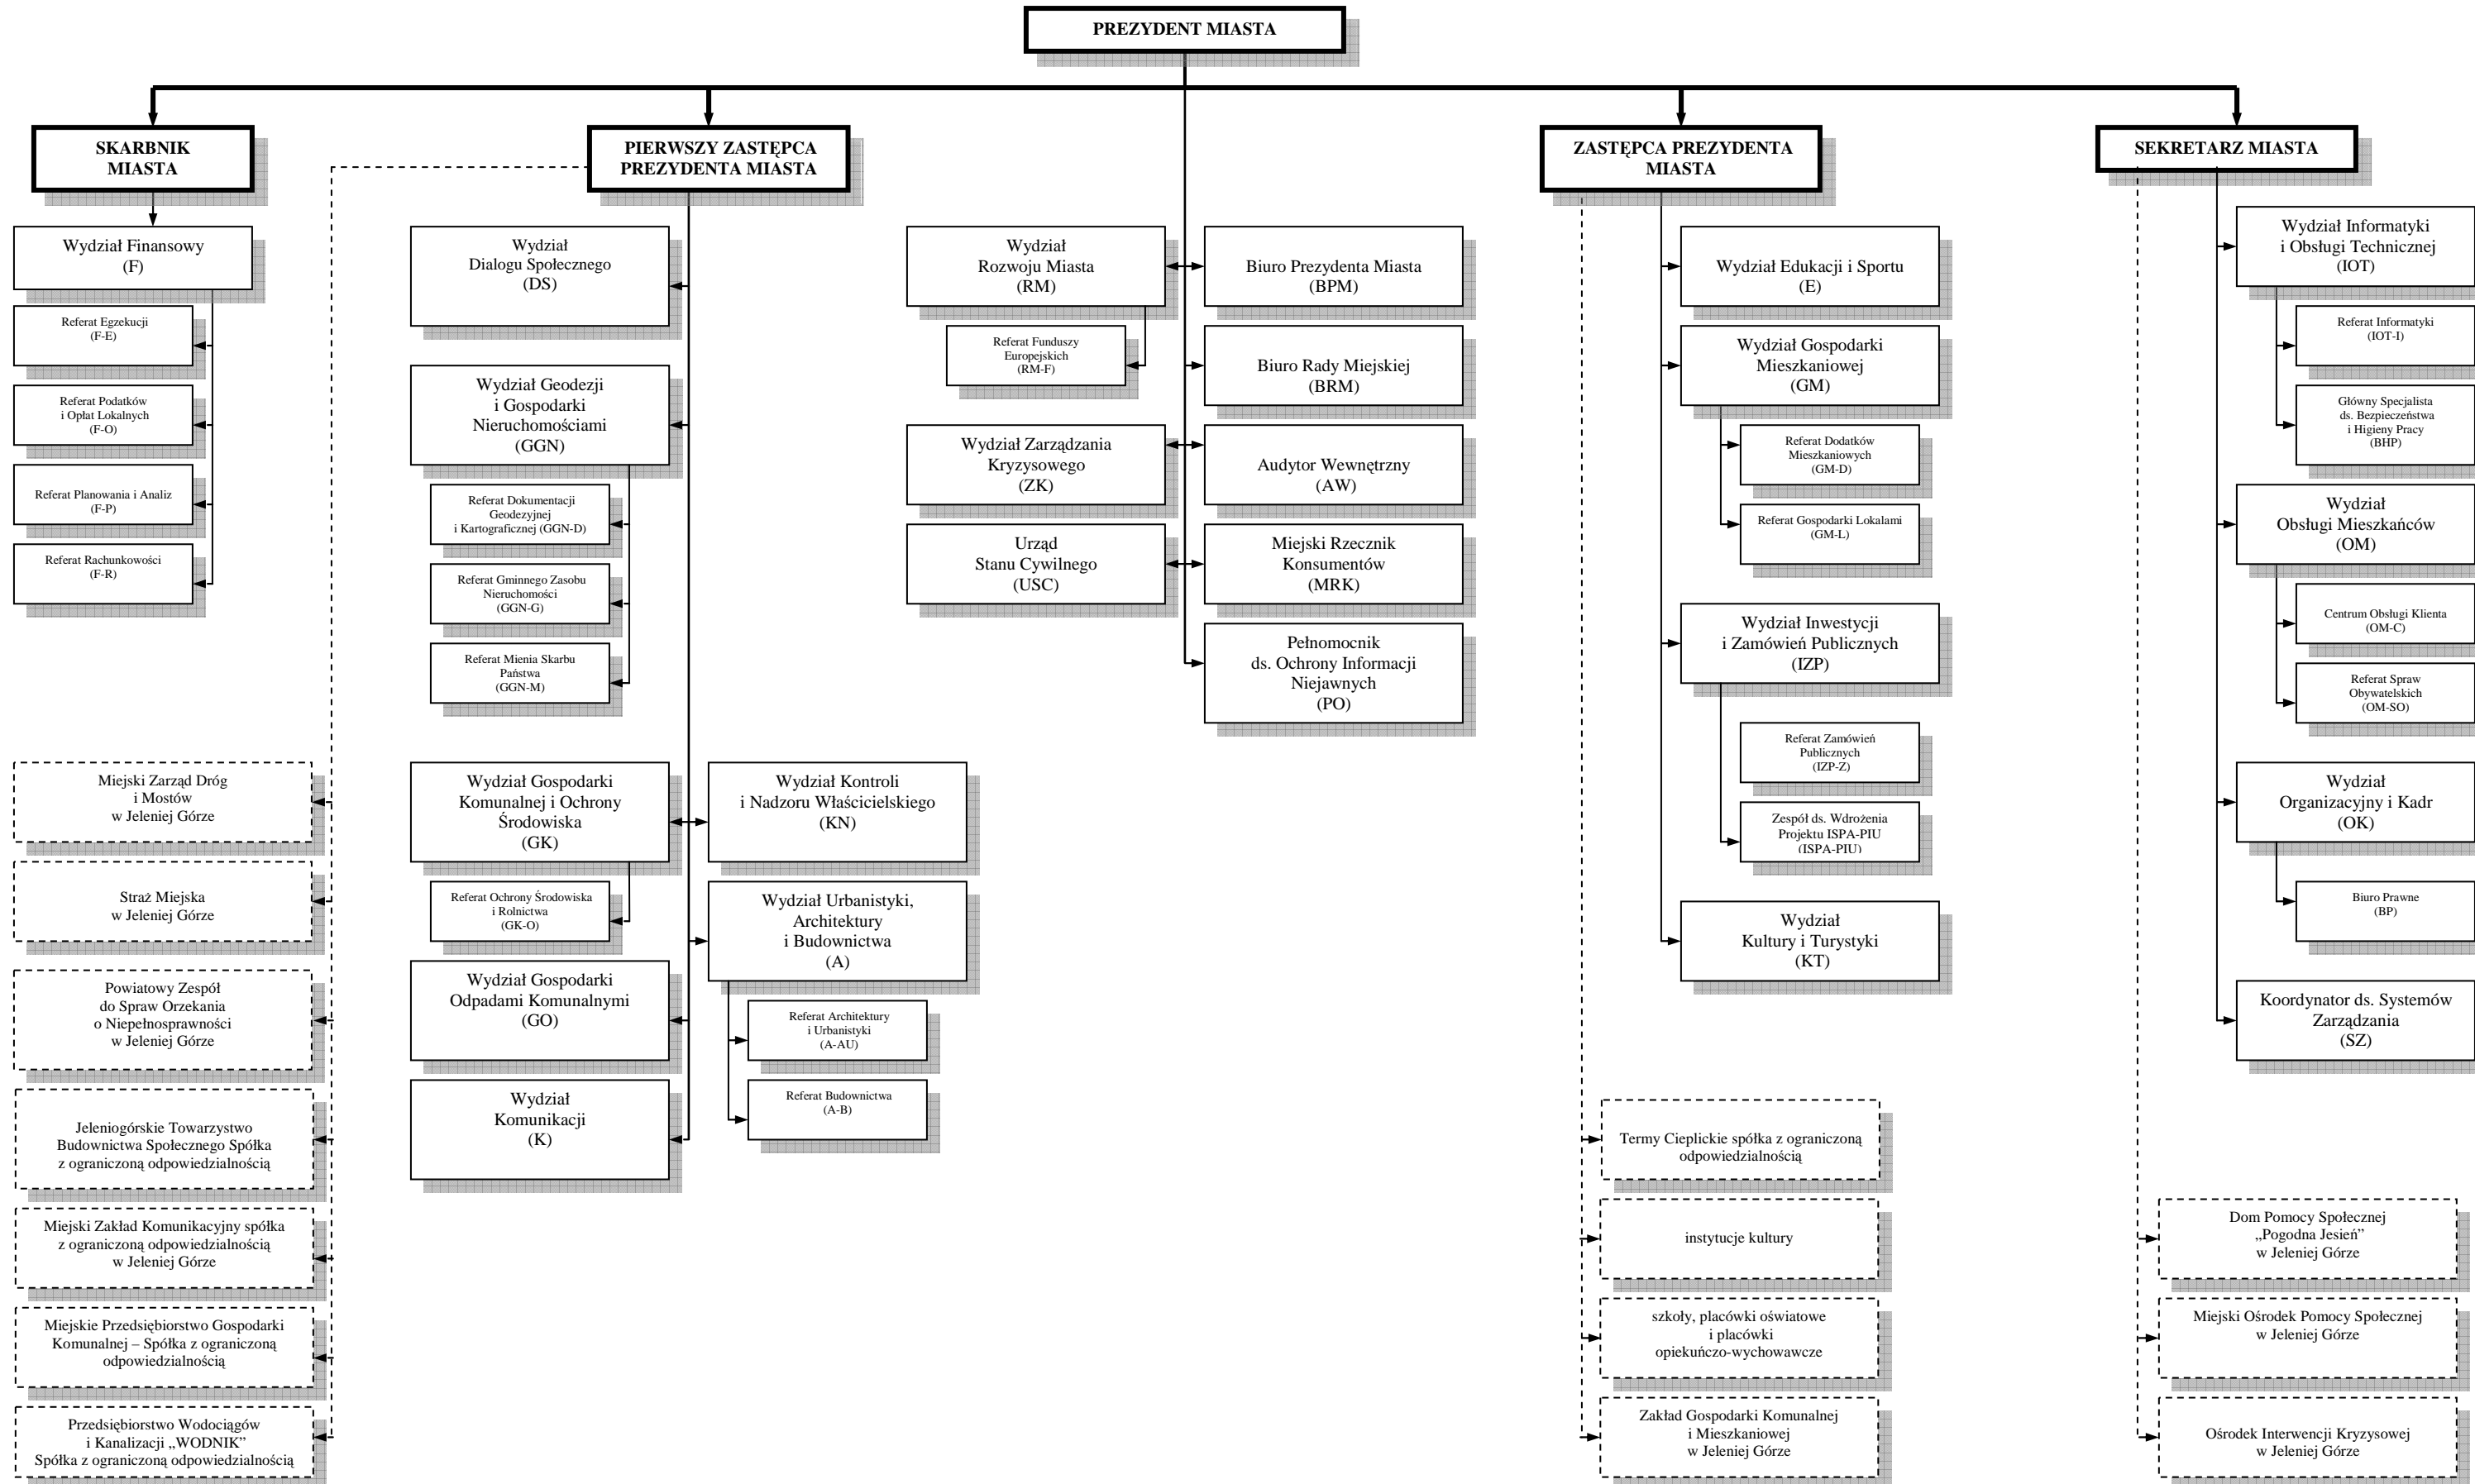 PREZYDENT MIASTA
SKARBNIK
MIASTA
PIERWSZY ZASTĘPCA
PREZYDENTA MIASTA
ZASTĘPCA PREZYDENTA
MIASTA
SEKRETARZ MIASTA
Wydział Finansowy
(F)
Referat Egzekucji
(F-E)
Referat Podatków
i Opłat Lokalnych
(F-O)
Referat Planowania i Analiz
(F-P)
Referat Rachunkowości
(F-R)
Miejski Zarząd Dróg
i Mostów
w Jeleniej Górze
Straż Miejska
w Jeleniej Górze
Powiatowy Zespół
do Spraw Orzekania
o Niepełnosprawności
w Jeleniej Górze
Jeleniogórskie Towarzystwo
Budownictwa Społecznego Spółka
z ograniczoną odpowiedzialnością
Miejski Zakład Komunikacyjny spółka
z ograniczoną odpowiedzialnością
w Jeleniej Górze
Miejskie Przedsiębiorstwo Gospodarki
Komunalnej – Spółka z ograniczoną
odpowiedzialnością
Przedsiębiorstwo Wodociągów
i Kanalizacji „WODNIK”
Spółka z ograniczoną odpowiedzialnością
Wydział
Dialogu Społecznego
(DS)
Wydział Geodezji
i Gospodarki
Nieruchomościami
(GGN)
Referat Dokumentacji
Geodezyjnej
i Kartograficznej (GGN-D)
Referat Gminnego Zasobu
Nieruchomości
(GGN-G)
Referat Mienia Skarbu
Państwa
(GGN-M)
Wydział Gospodarki
Komunalnej i Ochrony
Środowiska
(GK)
Referat Ochrony Środowiska
i Rolnictwa
(GK-O)
Wydział Gospodarki
Odpadami Komunalnymi
(GO)
Wydział
Komunikacji
(K)
Wydział Kontroli
i Nadzoru Właścicielskiego
(KN)
Wydział Urbanistyki,
Architektury
i Budownictwa
(A)
Referat Architektury
i Urbanistyki
(A-AU)
Referat Budownictwa
(A-B)
Wydział
Rozwoju Miasta
(RM)
Referat Funduszy
Europejskich
(RM-F)
Wydział Zarządzania
Kryzysowego
(ZK)
Urząd
Stanu Cywilnego
(USC)
Biuro Prezydenta Miasta
(BPM)
Biuro Rady Miejskiej
(BRM)
Audytor Wewnętrzny
(AW)
Miejski Rzecznik
Konsumentów
(MRK)
Pełnomocnik
ds. Ochrony Informacji
Niejawnych
(PO)
Wydział Edukacji i Sportu
(E)
Wydział Gospodarki
Mieszkaniowej
(GM)
Referat Dodatków
Mieszkaniowych
(GM-D)
Referat Gospodarki Lokalami
(GM-L)
Wydział Inwestycji
i Zamówień Publicznych
(IZP)
Referat Zamówień
Publicznych
(IZP-Z)
Zespół ds. Wdrożenia
Projektu ISPA-PIU
(ISPA-PIU)
Wydział
Kultury i Turystyki
(KT)
Termy Cieplickie spółka z ograniczoną
odpowiedzialnością
instytucje kultury
szkoły, placówki oświatowe
i placówki
opiekuńczo-wychowawcze
Zakład Gospodarki Komunalnej
i Mieszkaniowej
w Jeleniej Górze
Wydział Informatyki
i Obsługi Technicznej
(IOT)
Referat Informatyki
(IOT-I)
Główny Specjalista
ds. Bezpieczeństwa
i Higieny Pracy
(BHP)
Wydział
Obsługi Mieszkańców
(OM)
Centrum Obsługi Klienta
(OM-C)
Referat Spraw
Obywatelskich
(OM-SO)
Wydział
Organizacyjny i Kadr
(OK)
Biuro Prawne
(BP)
Koordynator ds. Systemów
Zarządzania
(SZ)
Dom Pomocy Społecznej
„Pogodna Jesień”
w Jeleniej Górze
Miejski Ośrodek Pomocy Społecznej
w Jeleniej Górze
Ośrodek Interwencji Kryzysowej
w Jeleniej Górze